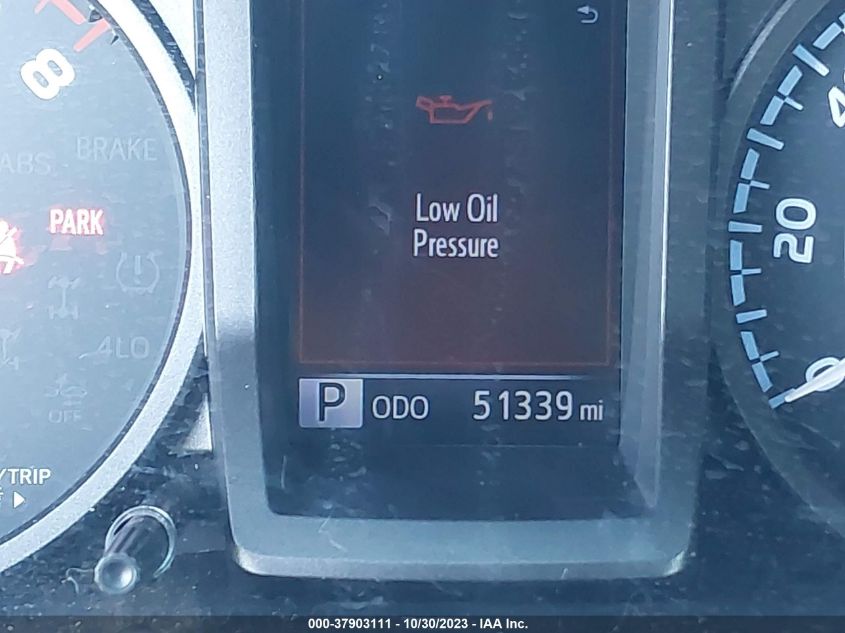 8
ABS BRAKE
PARK
4LO
OFF
/TRIP
Low Oil
Pressure
P ODO 51339 mi
20
0
000-37903111 - 10/30/2023 - IAA Inc.